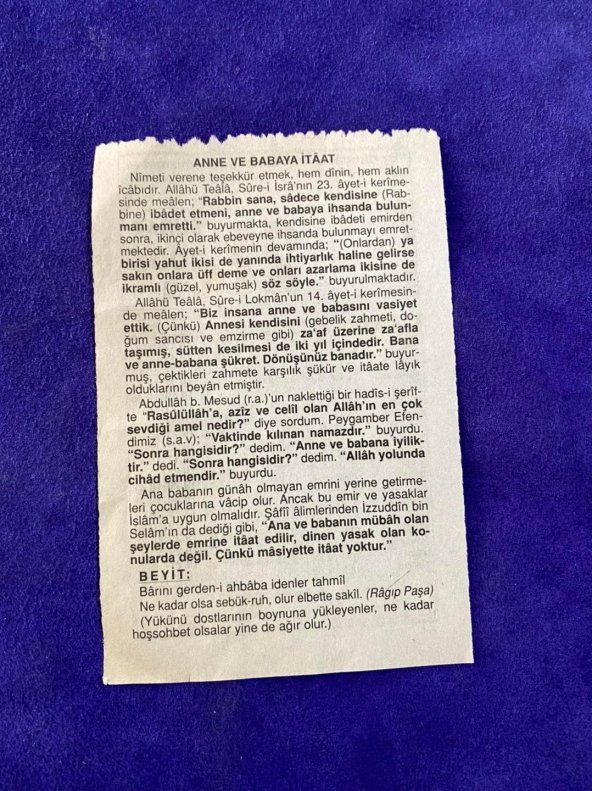 ANNE VE BABAYA İTÂAT
Nîmeti verene teşekkür etmek, hem dînin, hem aklın
îcâbıdır. Allâhü Teâlâ, Sûre-i İsrâ'nın 23. âyet-i kerîme-
sinde meâlen; "Rabbin sana, sâdece kendisine (Rab-
bine) ibâdet etmeni, anne ve babaya ihsanda bulun-
manı emretti." buyurmakta, kendisine ibâdeti emirden
sonra, ikinci olarak ebeveyne ihsanda bulunmayı emret-
mektedir. Âyet-i kerîmenin devamında; "(Onlardan) ya
birisi yahut ikisi de yanında ihtiyarlık haline gelirse
sakın onlara üff deme ve onları azarlama ikisine de
ikramlı (güzel, yumuşak) söz söyle." buyurulmaktadır.
Allâhü Teâlâ, Sûre-i Lokmân'un 14. âyet-i kerîmesin-
de meâlen; "Biz insana anne ve babasını vasiyet
ettik. (Çünkü) Annesi kendisini (gebelik zahmeti, do-
ğum sancısı ve emzirme gibi) za'af üzerine za'afla
taşımış, sütten kesilmesi de iki yıl içindedir. Bana
ve anne-babana şükret. Dönüşünüz banadır." buyur-
muş, çektikleri zahmete karşılık şükür ve itâate lâyık
olduklarını beyân etmiştir.
Abdullâh b. Mesud (r.a.)'un naklettiği bir hadîs-i şerîf-
te "Rasûlüllâh'a, azîz ve celîl olan Allâh'ın en çok
sevdiği amel nedir?" diye sordum. Peygamber Efen-
dimiz (s.a.v); "Vaktinde kılınan namazdır." buyurdu.
"Sonra hangisidir?" dedim. "Anne ve babana iyilik-
tir." dedi. "Sonra hangisidir?" dedim. "Allâh yolunda
cihâd etmendir." buyurdu.
Ana babanın günâh olmayan emrini yerine getirme-
leri çocuklarına vâcip olur. Ancak bu emir ve yasaklar
İslâm'a uygun olmalıdır. Şâfiî âlimlerinden İzzuddîn bin
Selâm'ın da dediği gibi, "Ana ve babanın mübâh olan
şeylerde emrine itâat edilir, dinen yasak olan ko-
nularda değil. Çünkü mâsiyette itâat yoktur."
BEYİT:
Bârını gerden-i ahbâba idenler tahmîl
Ne kadar olsa sebük-ruh, olur elbette sakîl. (Râgıp Paşa)
(Yükünü dostlarının boynuna yükleyenler, ne kadar
hoşsohbet olsalar yine de ağır olur.)